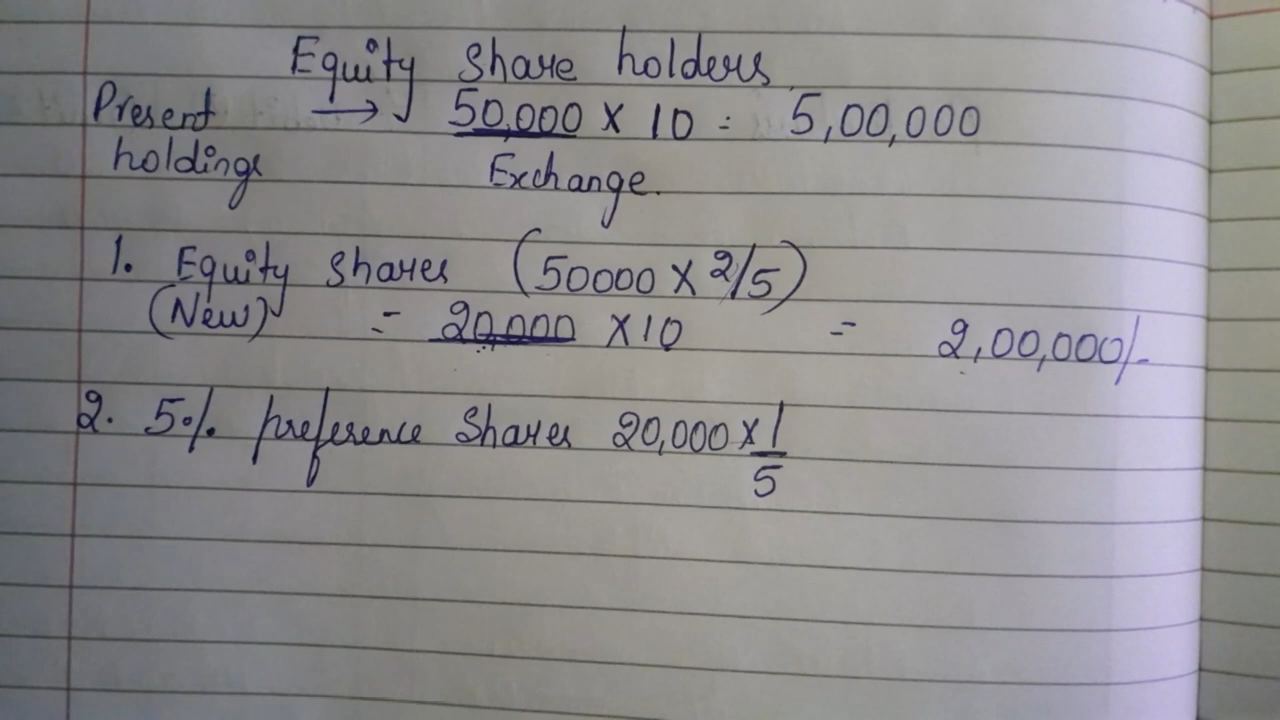 Equity Share holders
Present → 50,000 × 10 = 5,00,000
holdings Exchange.
1. Equity Shares (50000 × 2/5)
(New) = 20,000 × 10 = 2,00,000/-
2. 5% preference Shares 20,000 × 1/5